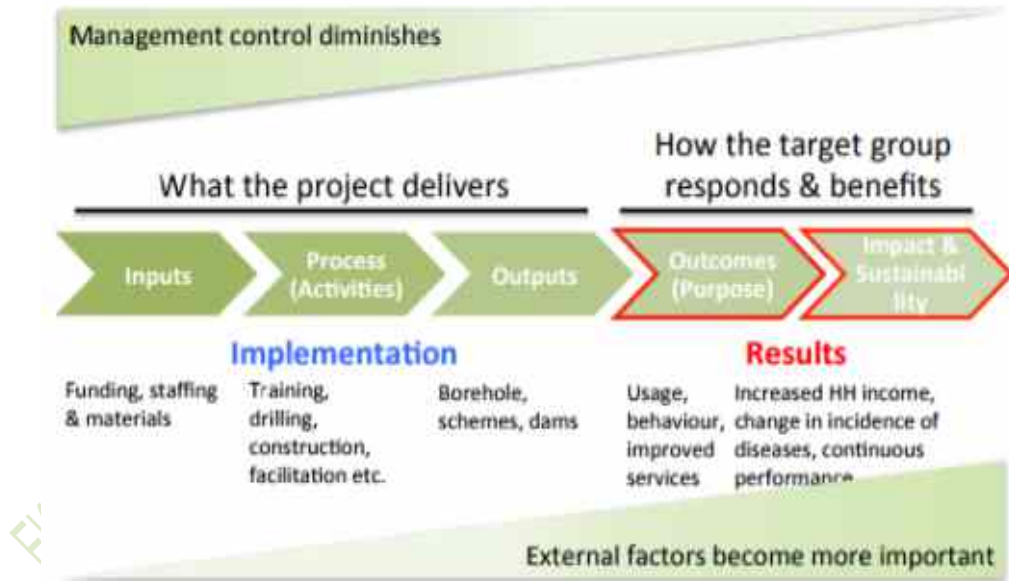 Management control diminishes
How the target group
responds & benefits
What the project delivers
Inputs
Process
(Activities)
Outputs
Outcomes
(Purpose)
Impact &
Sustainabi
lity
Implementation
Results
Funding, staffing
& materials
Training,
drilling,
construction,
facilitation etc.
Borehole,
schemes, dams
Usage,
behaviour,
improved
services
Increased HH income,
change in incidence of
diseases, continuous
performance
External factors become more important